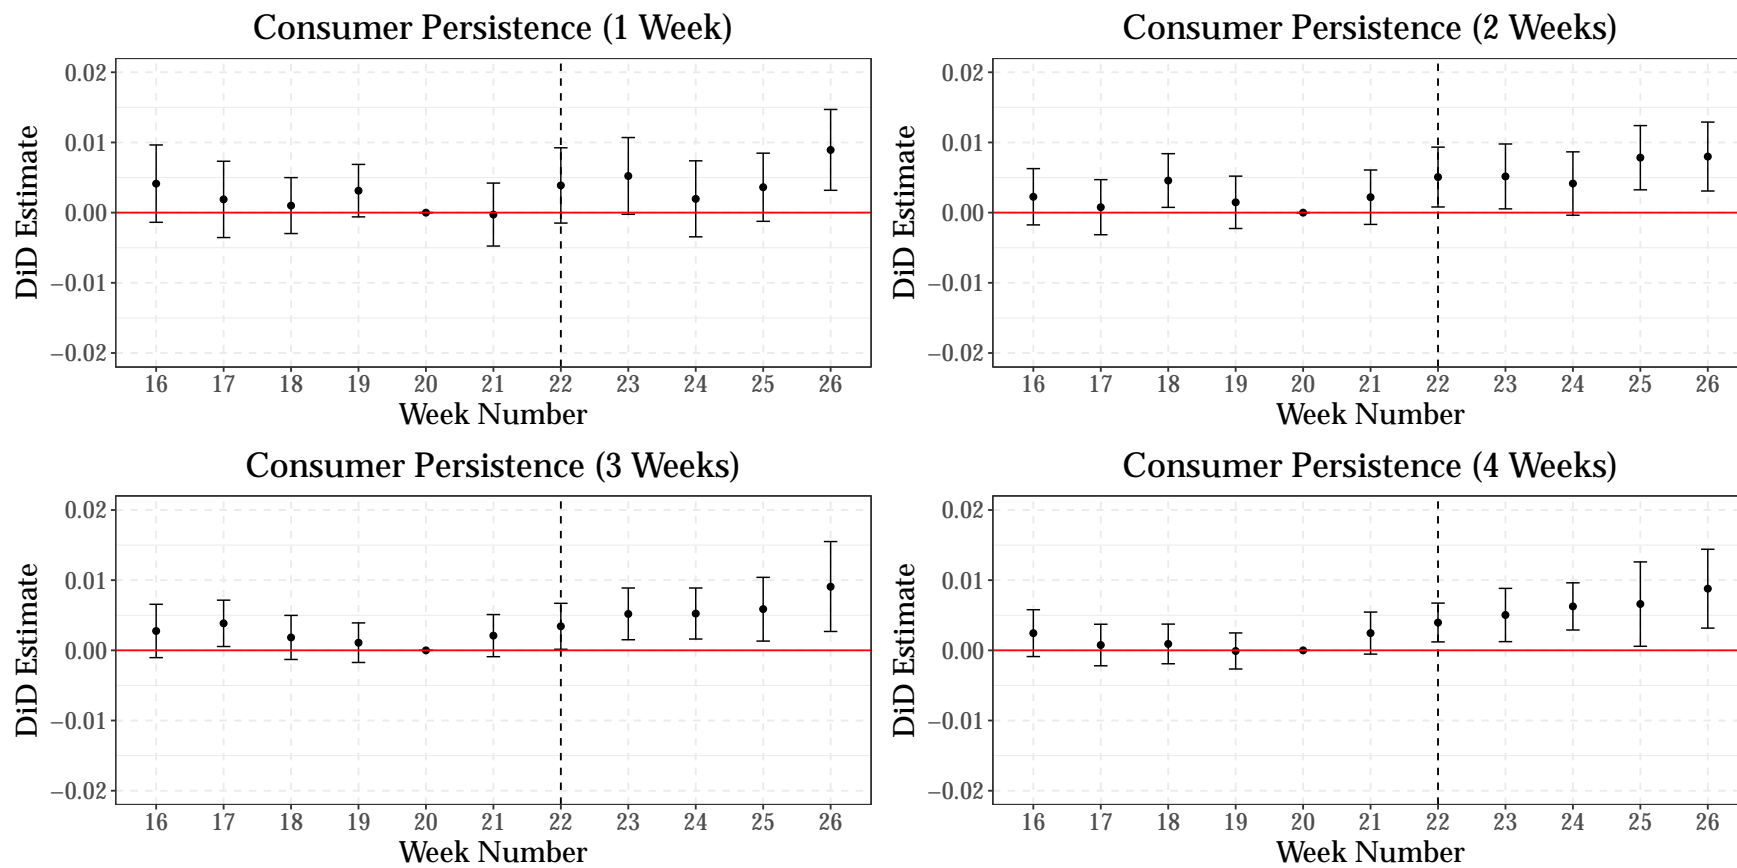 Consumer Persistence (1 Week)
DiD Estimate
0.02
0.01
0.00
−0.01
−0.02
16 17 18 19 20 21 22 23 24 25 26
Week Number
Consumer Persistence (2 Weeks)
DiD Estimate
0.02
0.01
0.00
−0.01
−0.02
16 17 18 19 20 21 22 23 24 25 26
Week Number
Consumer Persistence (3 Weeks)
DiD Estimate
0.02
0.01
0.00
−0.01
−0.02
16 17 18 19 20 21 22 23 24 25 26
Week Number
Consumer Persistence (4 Weeks)
DiD Estimate
0.02
0.01
0.00
−0.01
−0.02
16 17 18 19 20 21 22 23 24 25 26
Week Number